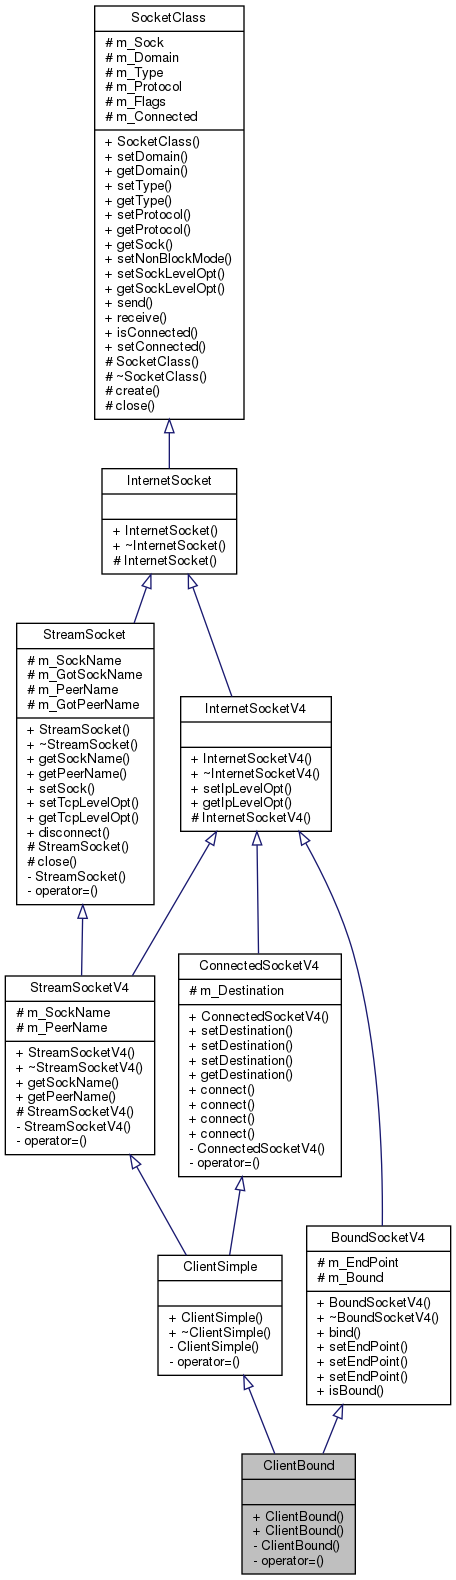 SocketClass
# m_Sock
# m_Domain
# m_Type
# m_Protocol
# m_Flags
# m_Connected
+ SocketClass()
+ setDomain()
+ getDomain()
+ setType()
+ getType()
+ setProtocol()
+ getProtocol()
+ getSock()
+ setNonBlockMode()
+ setSockLevelOpt()
+ getSockLevelOpt()
+ send()
+ receive()
+ isConnected()
+ setConnected()
# SocketClass()
# ~SocketClass()
# create()
# close()
InternetSocket
+ InternetSocket()
+ ~InternetSocket()
# InternetSocket()
StreamSocket
# m_SockName
# m_GotSockName
# m_PeerName
# m_GotPeerName
+ StreamSocket()
+ ~StreamSocket()
+ getSockName()
+ getPeerName()
+ setSock()
+ setTcpLevelOpt()
+ getTcpLevelOpt()
+ disconnect()
# StreamSocket()
# close()
- StreamSocket()
- operator=()
InternetSocketV4
+ InternetSocketV4()
+ ~InternetSocketV4()
+ setIpLevelOpt()
+ getIpLevelOpt()
# InternetSocketV4()
StreamSocketV4
# m_SockName
# m_PeerName
+ StreamSocketV4()
+ ~StreamSocketV4()
+ getSockName()
+ getPeerName()
# StreamSocketV4()
- StreamSocketV4()
- operator=()
ConnectedSocketV4
# m_Destination
+ ConnectedSocketV4()
+ setDestination()
+ setDestination()
+ setDestination()
+ getDestination()
+ connect()
+ connect()
+ connect()
+ connect()
- ConnectedSocketV4()
- operator=()
BoundSocketV4
# m_EndPoint
# m_Bound
+ BoundSocketV4()
+ ~BoundSocketV4()
+ bind()
+ setEndPoint()
+ setEndPoint()
+ setEndPoint()
+ isBound()
ClientSimple
+ ClientSimple()
+ ~ClientSimple()
- ClientSimple()
- operator=()
ClientBound
+ ClientBound()
+ ClientBound()
- ClientBound()
- operator=()